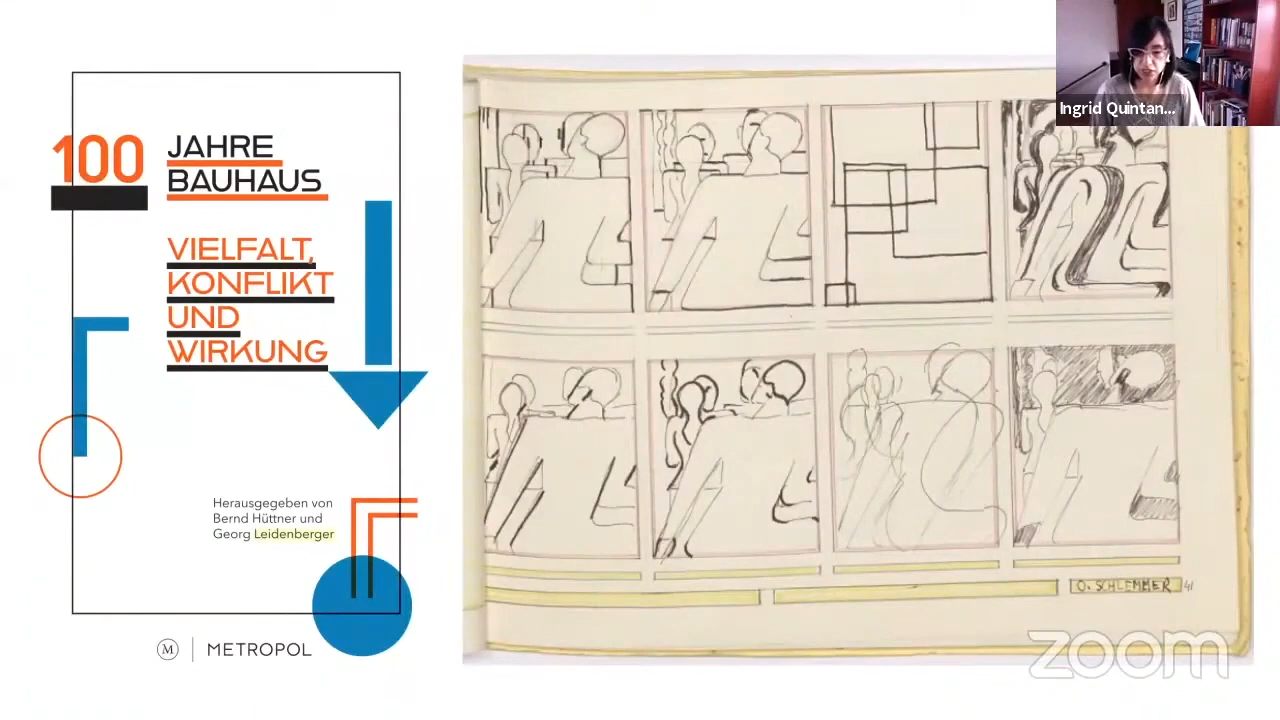 100 JAHRE
BAUHAUS
VIELFALT,
KONFLIKT
UND
WIRKUNG
Herausgegeben von
Bernd Hüttner und
Georg Leidenberger
M | METROPOL
O. SCHLEMMER 41
Ingrid Quintan...
zoom